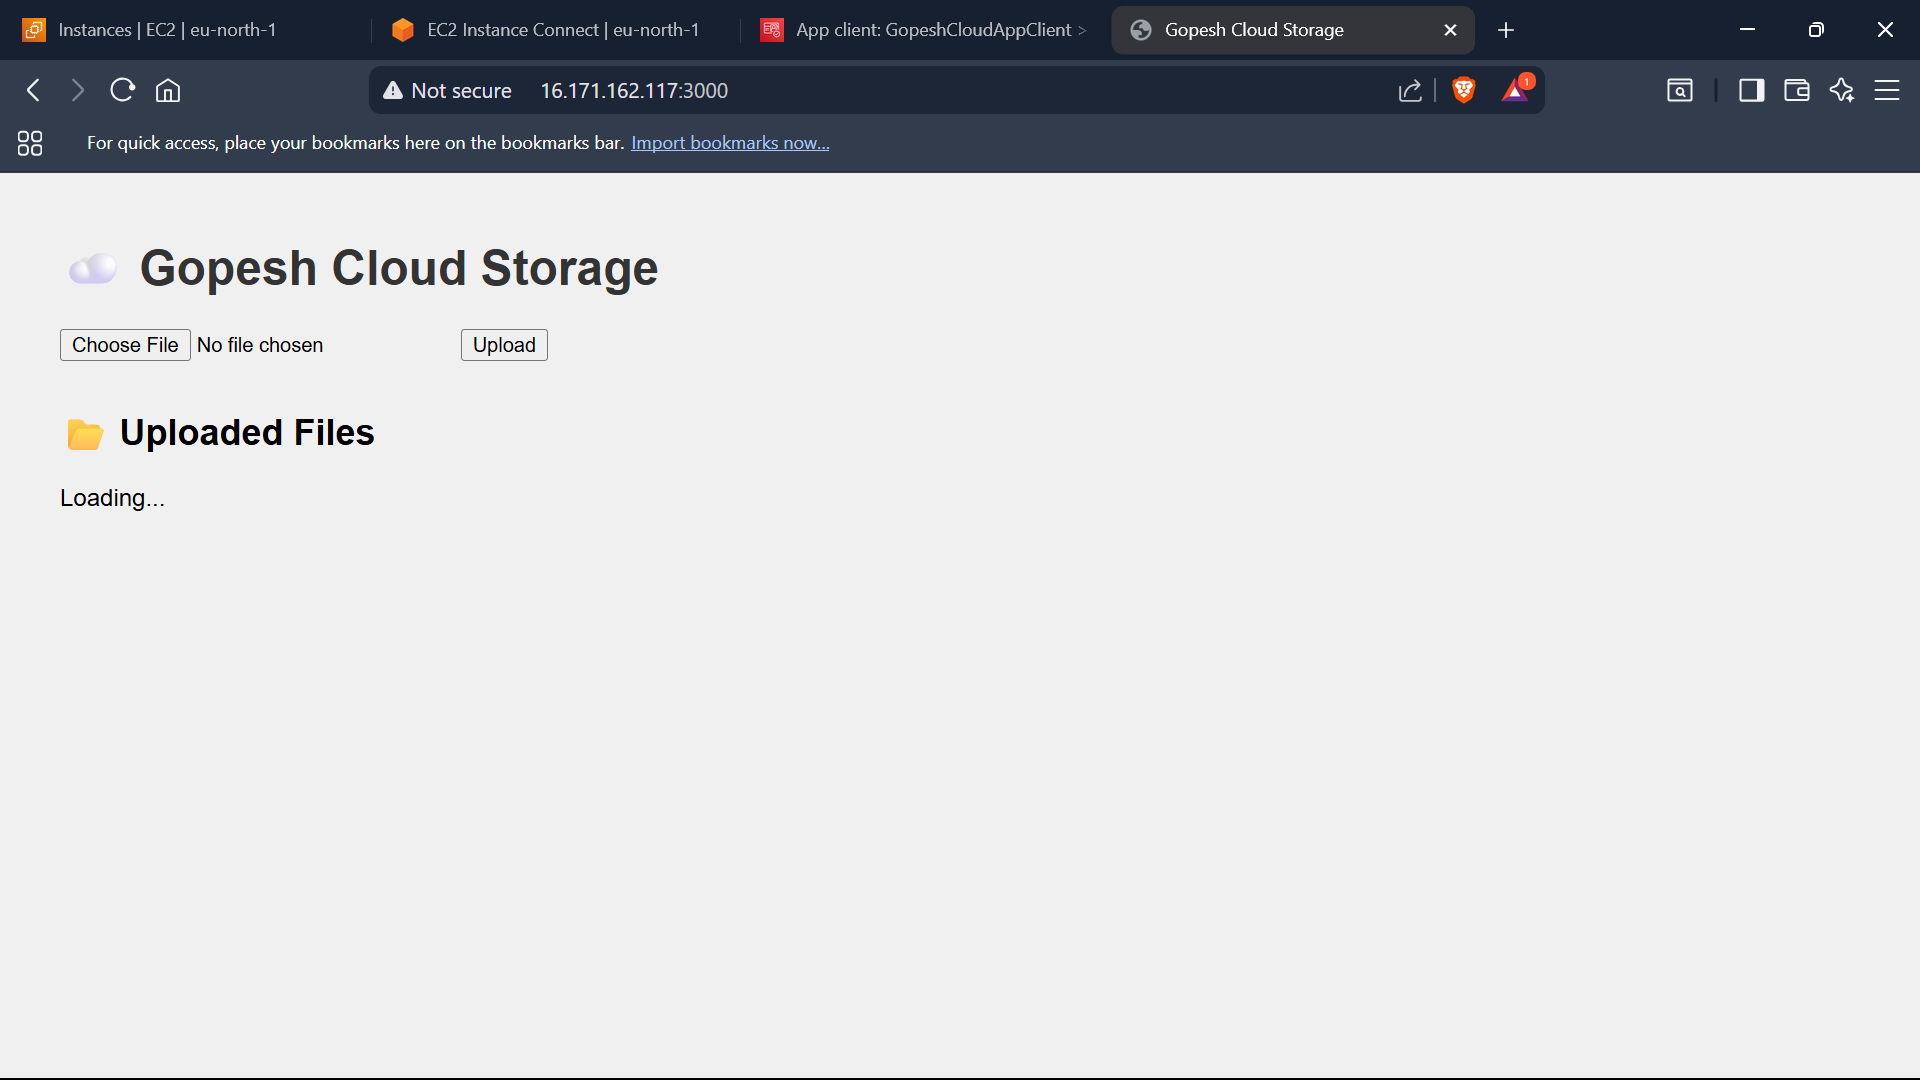 Instances | EC2 | eu-north-1
EC2 Instance Connect | eu-north-1
App client: GopeshCloudAppClient >
Gopesh Cloud Storage
Not secure 16.171.162.117:3000
1
For quick access, place your bookmarks here on the bookmarks bar. Import bookmarks now...
Gopesh Cloud Storage
Choose File No file chosen Upload
Uploaded Files
Loading...